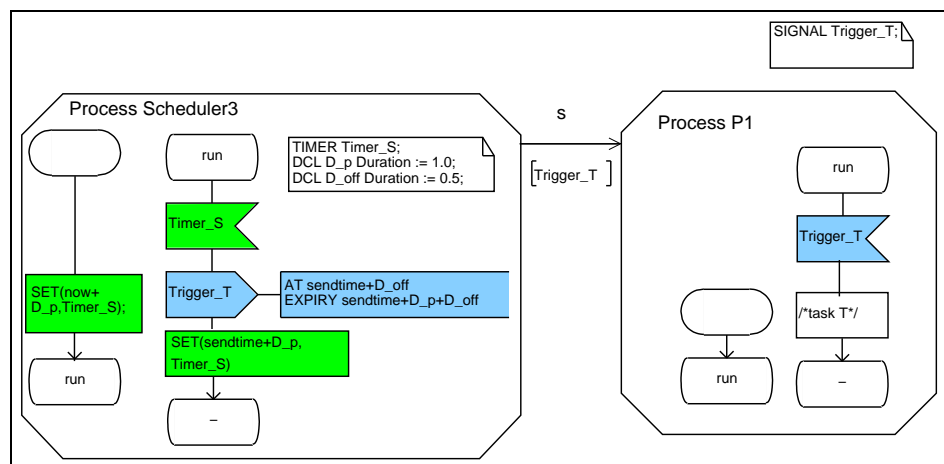 SIGNAL Trigger_T;
Process Scheduler3
run
TIMER Timer_S;
DCL D_p Duration := 1.0;
DCL D_off Duration := 0.5;
Timer_S
Trigger_T
AT sendtime+D_off
EXPIRY sendtime+D_p+D_off
SET(now+
D_p,Timer_S);
run
SET(sendtime+D_p,
Timer_S)
–
S
[Trigger_T]
Process P1
run
Trigger_T
/*task T*/
run
–